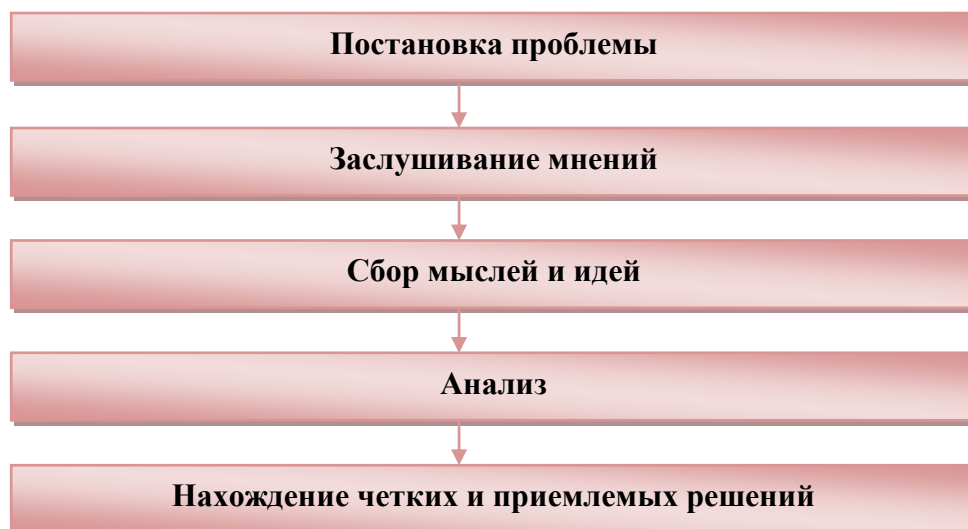 Постановка проблемы
Заслушивание мнений
Сбор мыслей и идей
Анализ
Нахождение четких и приемлемых решений